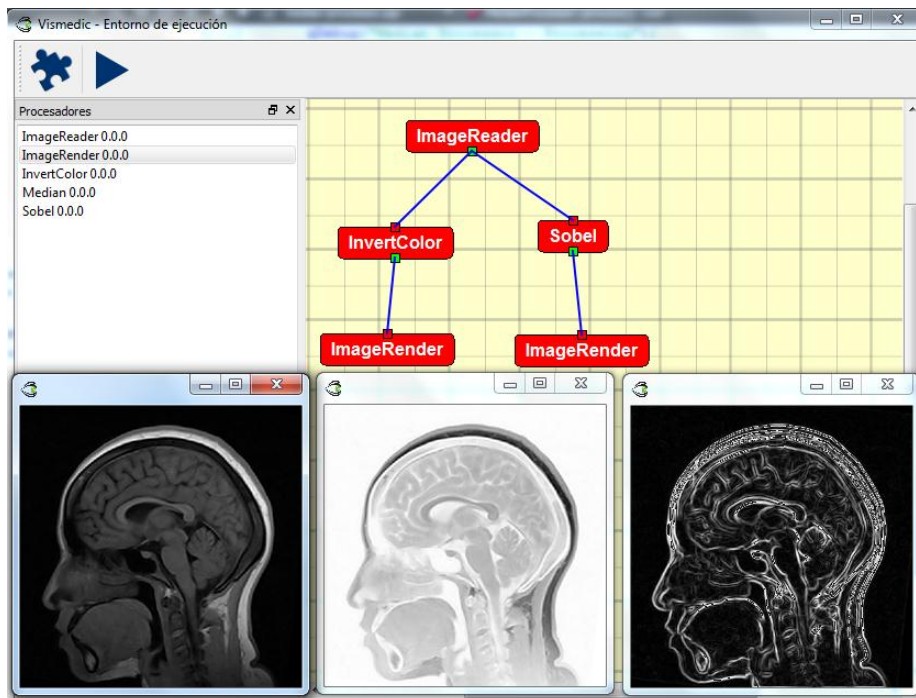 Vismedic - Entorno de ejecución
Procesadores
ImageReader 0.0.0
ImageRender 0.0.0
InvertColor 0.0.0
Median 0.0.0
Sobel 0.0.0
ImageReader
InvertColor
Sobel
ImageRender
ImageRender